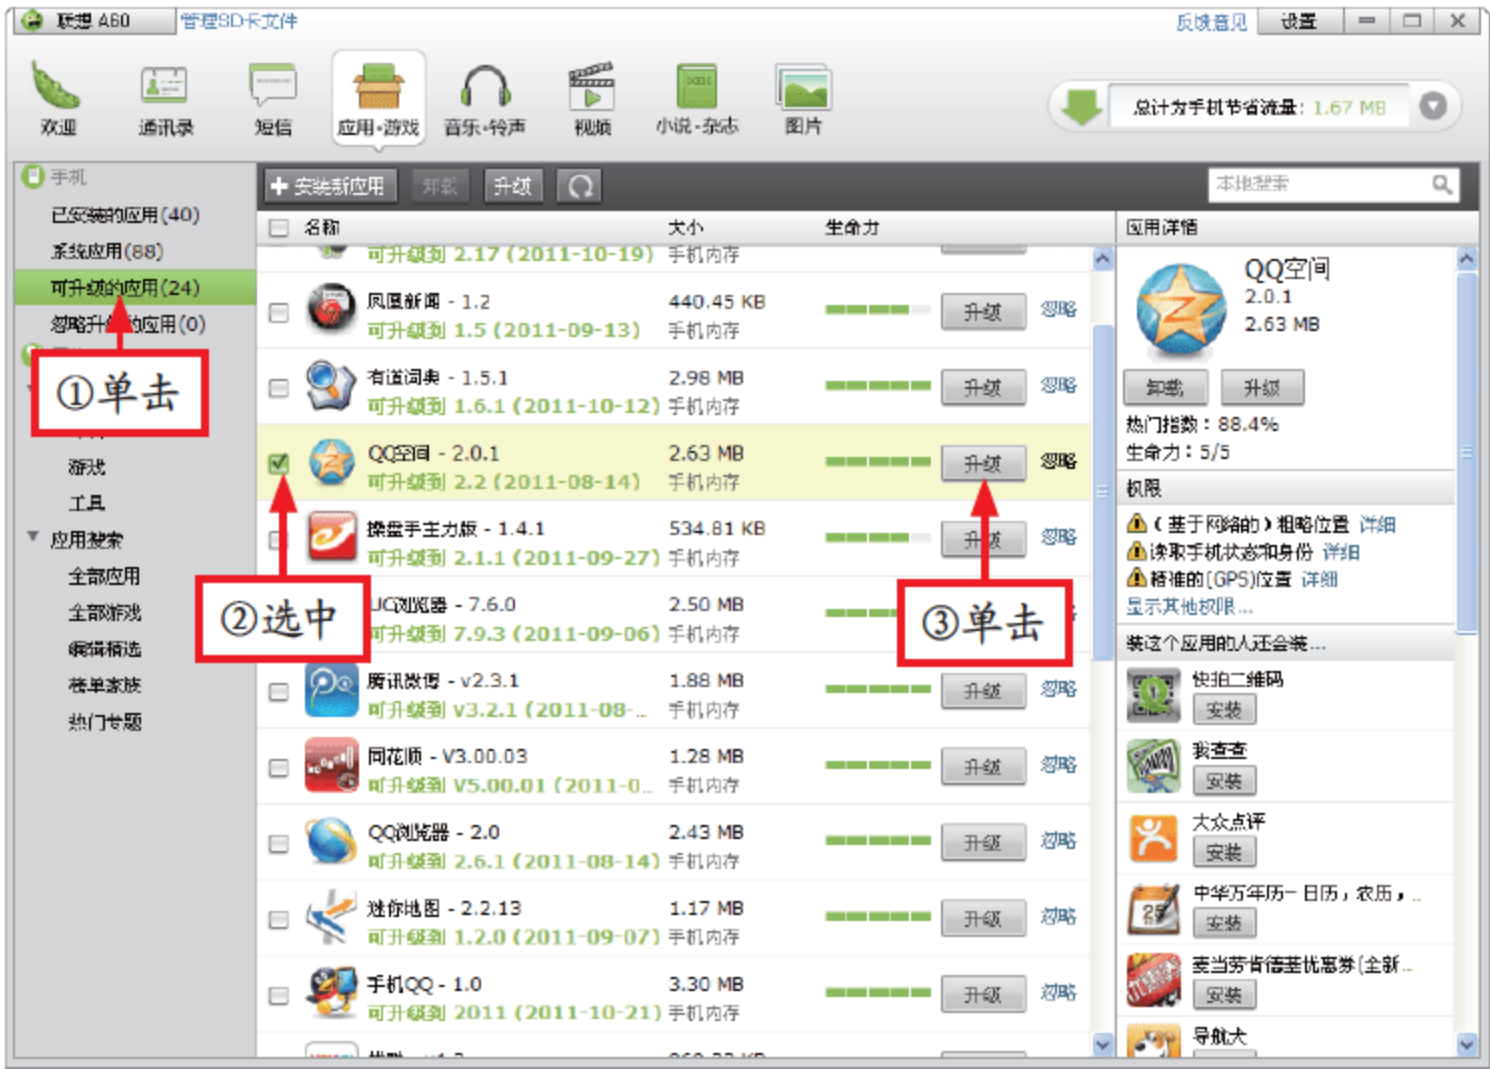 联想 A60 管理SD卡文件 反馈意见 设置
欢迎 通讯录 短信 应用·游戏 音乐·铃声 视频 小说·杂志 图片
总计为手机节省流量: 1.67 MB
手机
已安装的应用(40)
系统应用(88)
可升级的应用(24)
忽略升级的应用(0)
①单击
游戏
工具
应用搜索
全部应用
全部游戏
编辑精选
榜单家族
热门专题
安装新应用 卸载 升级 本地搜索
名称 大小 生命力
可升级到 2.17 (2011-10-19) 手机内存
凤凰新闻 - 1.2 440.45 KB 升级 忽略
可升级到 1.5 (2011-09-13) 手机内存
有道词典 - 1.5.1 2.98 MB 升级 忽略
可升级到 1.6.1 (2011-10-12) 手机内存
QQ空间 - 2.0.1 2.63 MB 升级 忽略
可升级到 2.2 (2011-08-14) 手机内存
操盘手主力版 - 1.4.1 534.81 KB 升级 忽略
可升级到 2.1.1 (2011-09-27) 手机内存
②选中
UC浏览器 - 7.6.0 2.50 MB
可升级到 7.9.3 (2011-09-06) 手机内存
③单击
腾讯微博 - v2.3.1 1.88 MB 升级 忽略
可升级到 v3.2.1 (2011-08-... 手机内存
同花顺 - V3.00.03 1.28 MB 升级 忽略
可升级到 V5.00.01 (2011-0... 手机内存
QQ浏览器 - 2.0 2.43 MB 升级 忽略
可升级到 2.6.1 (2011-08-14) 手机内存
迷你地图 - 2.2.13 1.17 MB 升级 忽略
可升级到 1.2.0 (2011-09-07) 手机内存
手机QQ - 1.0 3.30 MB 升级 忽略
可升级到 2011 (2011-10-21) 手机内存
应用详情
QQ空间
2.0.1
2.63 MB
卸载 升级
热门指数：88.4%
生命力：5/5
权限
(基于网络的)粗略位置 详细
读取手机状态和身份 详细
精准的(GPS)位置 详细
显示其他权限...
装这个应用的人还会装...
快拍二维码
安装
我查查
安装
大众点评
安装
中华万年历－日历，农历，...
安装
麦当劳肯德基优惠券(全新...
安装
导航犬